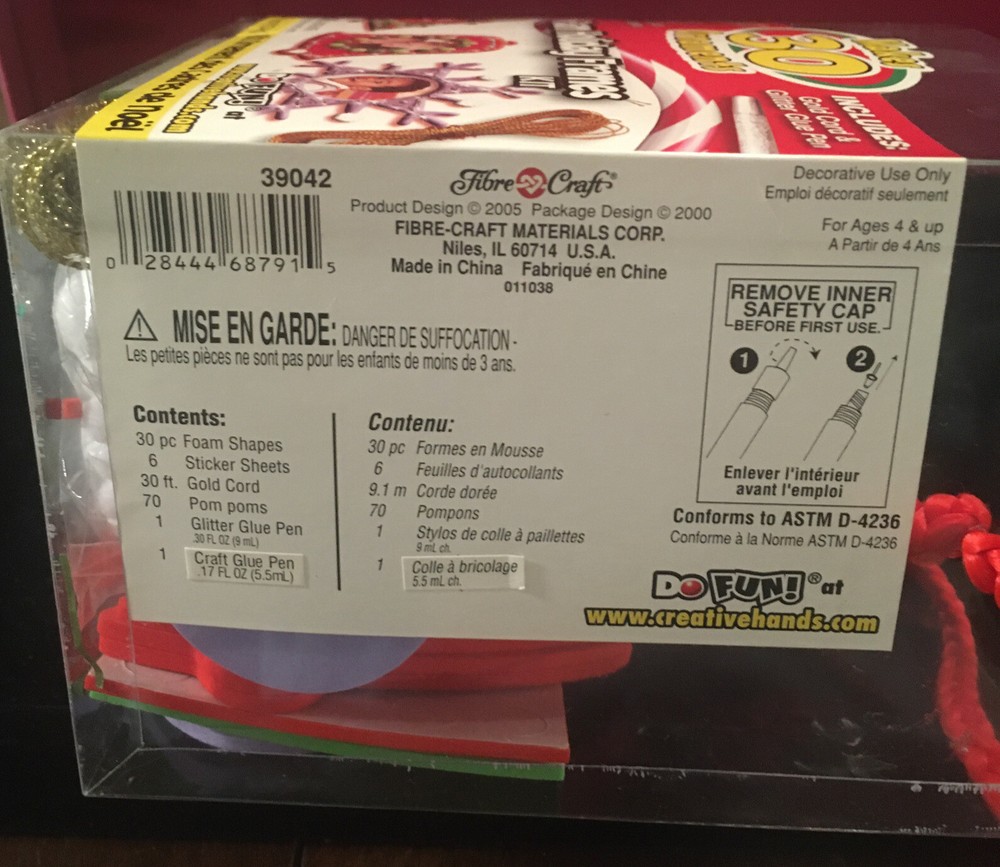 30
INCLUDES:
Gold Cord &
Glitter Glue Pen
KIT
39042
0 28444 68791 5
Fibre Craft®
Product Design © 2005 Package Design © 2000
FIBRE-CRAFT MATERIALS CORP.
Niles, IL 60714 U.S.A.
Made in China Fabriqué en Chine
011038
Decorative Use Only
Emploi décoratif seulement
For Ages 4 & up
A Partir de 4 Ans
REMOVE INNER
SAFETY CAP
BEFORE FIRST USE.
1 2
Enlever l'intérieur
avant l'emploi
MISE EN GARDE: DANGER DE SUFFOCATION -
Les petites pièces ne sont pas pour les enfants de moins de 3 ans.
Contents:
30 pc Foam Shapes
6 Sticker Sheets
30 ft. Gold Cord
70 Pom poms
1 Glitter Glue Pen
.30 FL OZ (9 mL)
1 Craft Glue Pen
.17 FL OZ (5.5mL)
Contenu:
30 pc Formes en Mousse
6 Feuilles d'autocollants
9.1 m Corde dorée
70 Pompons
1 Stylos de colle à paillettes
9 mL ch.
1 Colle à bricolage
5.5 mL ch.
Conforms to ASTM D-4236
Conforme à la Norme ASTM D-4236
DO FUN!® at
www.creativehands.com